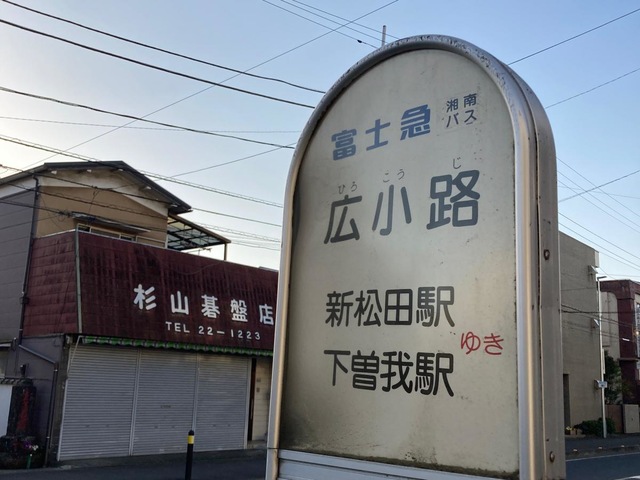 富士急 湘南バス
ひろ こう じ
広小路
新松田駅
下曽我駅
ゆき
杉山碁盤店
TEL 22-1223